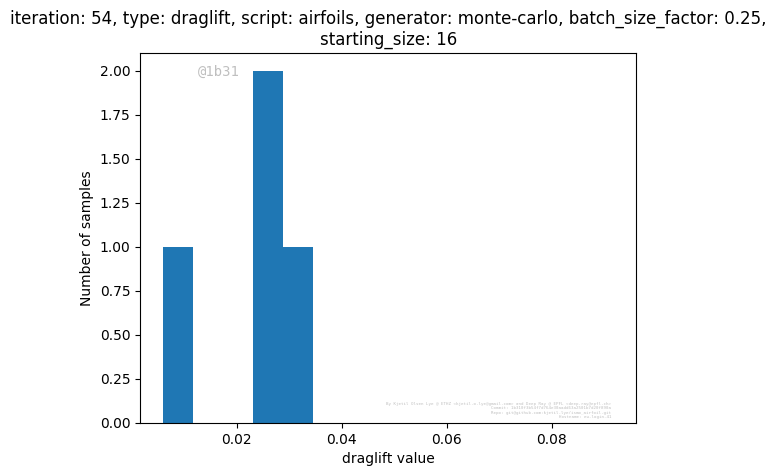 iteration: 54, type: draglift, script: airfoils, generator: monte-carlo, batch_size_factor: 0.25,
starting_size: 16
@1b31
2.00
1.75
1.50
1.25
1.00
0.75
0.50
0.25
0.00
Number of samples
0.02 0.04 0.06 0.08
draglift value